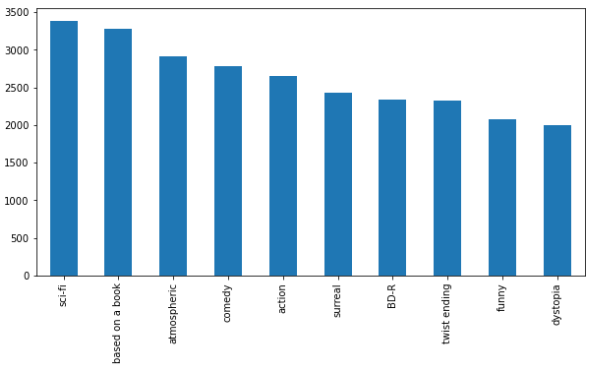 3500
3000
2500
2000
1500
1000
500
0
sci-fi
based on a book
atmospheric
comedy
action
surreal
BD-R
twist ending
funny
dystopia